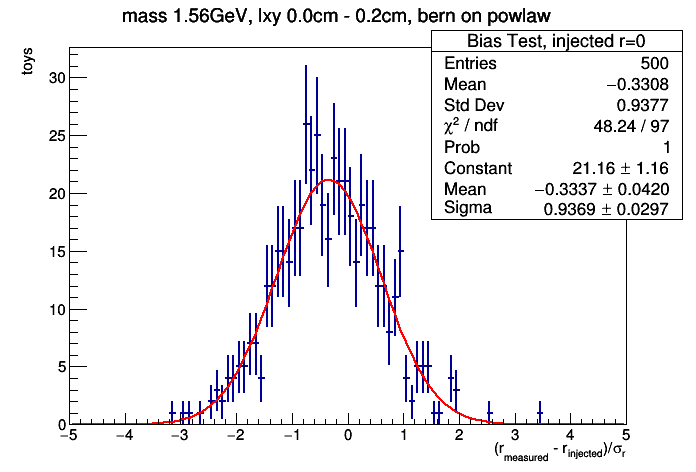 mass 1.56GeV, lxy 0.0cm - 0.2cm, bern on powlaw
Bias Test, injected r=0
Entries 500
Mean −0.3308
Std Dev 0.9377
χ² / ndf 48.24 / 97
Prob 1
Constant 21.16 ± 1.16
Mean −0.3337 ± 0.0420
Sigma 0.9369 ± 0.0297
toys
30
25
20
15
10
5
0
−5 −4 −3 −2 −1 0 1 2 3 4 5
(r_measured - r_injected)/σ_r